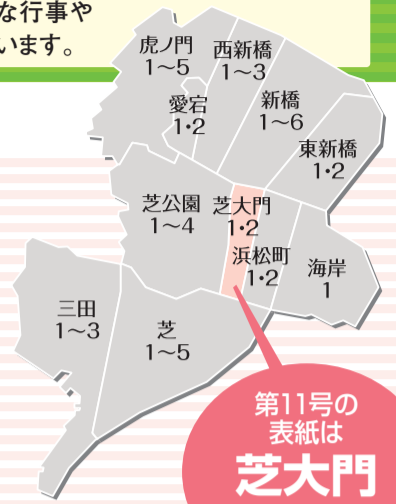 な行事や
います。
虎ノ門
1〜5
西新橋
1〜3
愛宕
1・2
新橋
1〜6
東新橋
1・2
芝公園
1〜4
芝大門
1・2
浜松町
1・2
海岸
1
三田
1〜3
芝
1〜5
第11号の
表紙は
芝大門